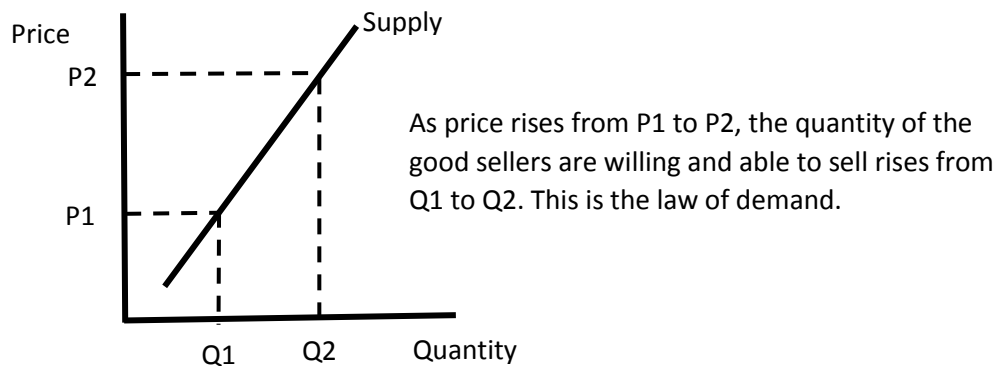 Supply
Price
P2
As price rises from P1 to P2, the quantity of the
good sellers are willing and able to sell rises from
Q1 to Q2. This is the law of demand.
P1
Q1
Q2
Quantity